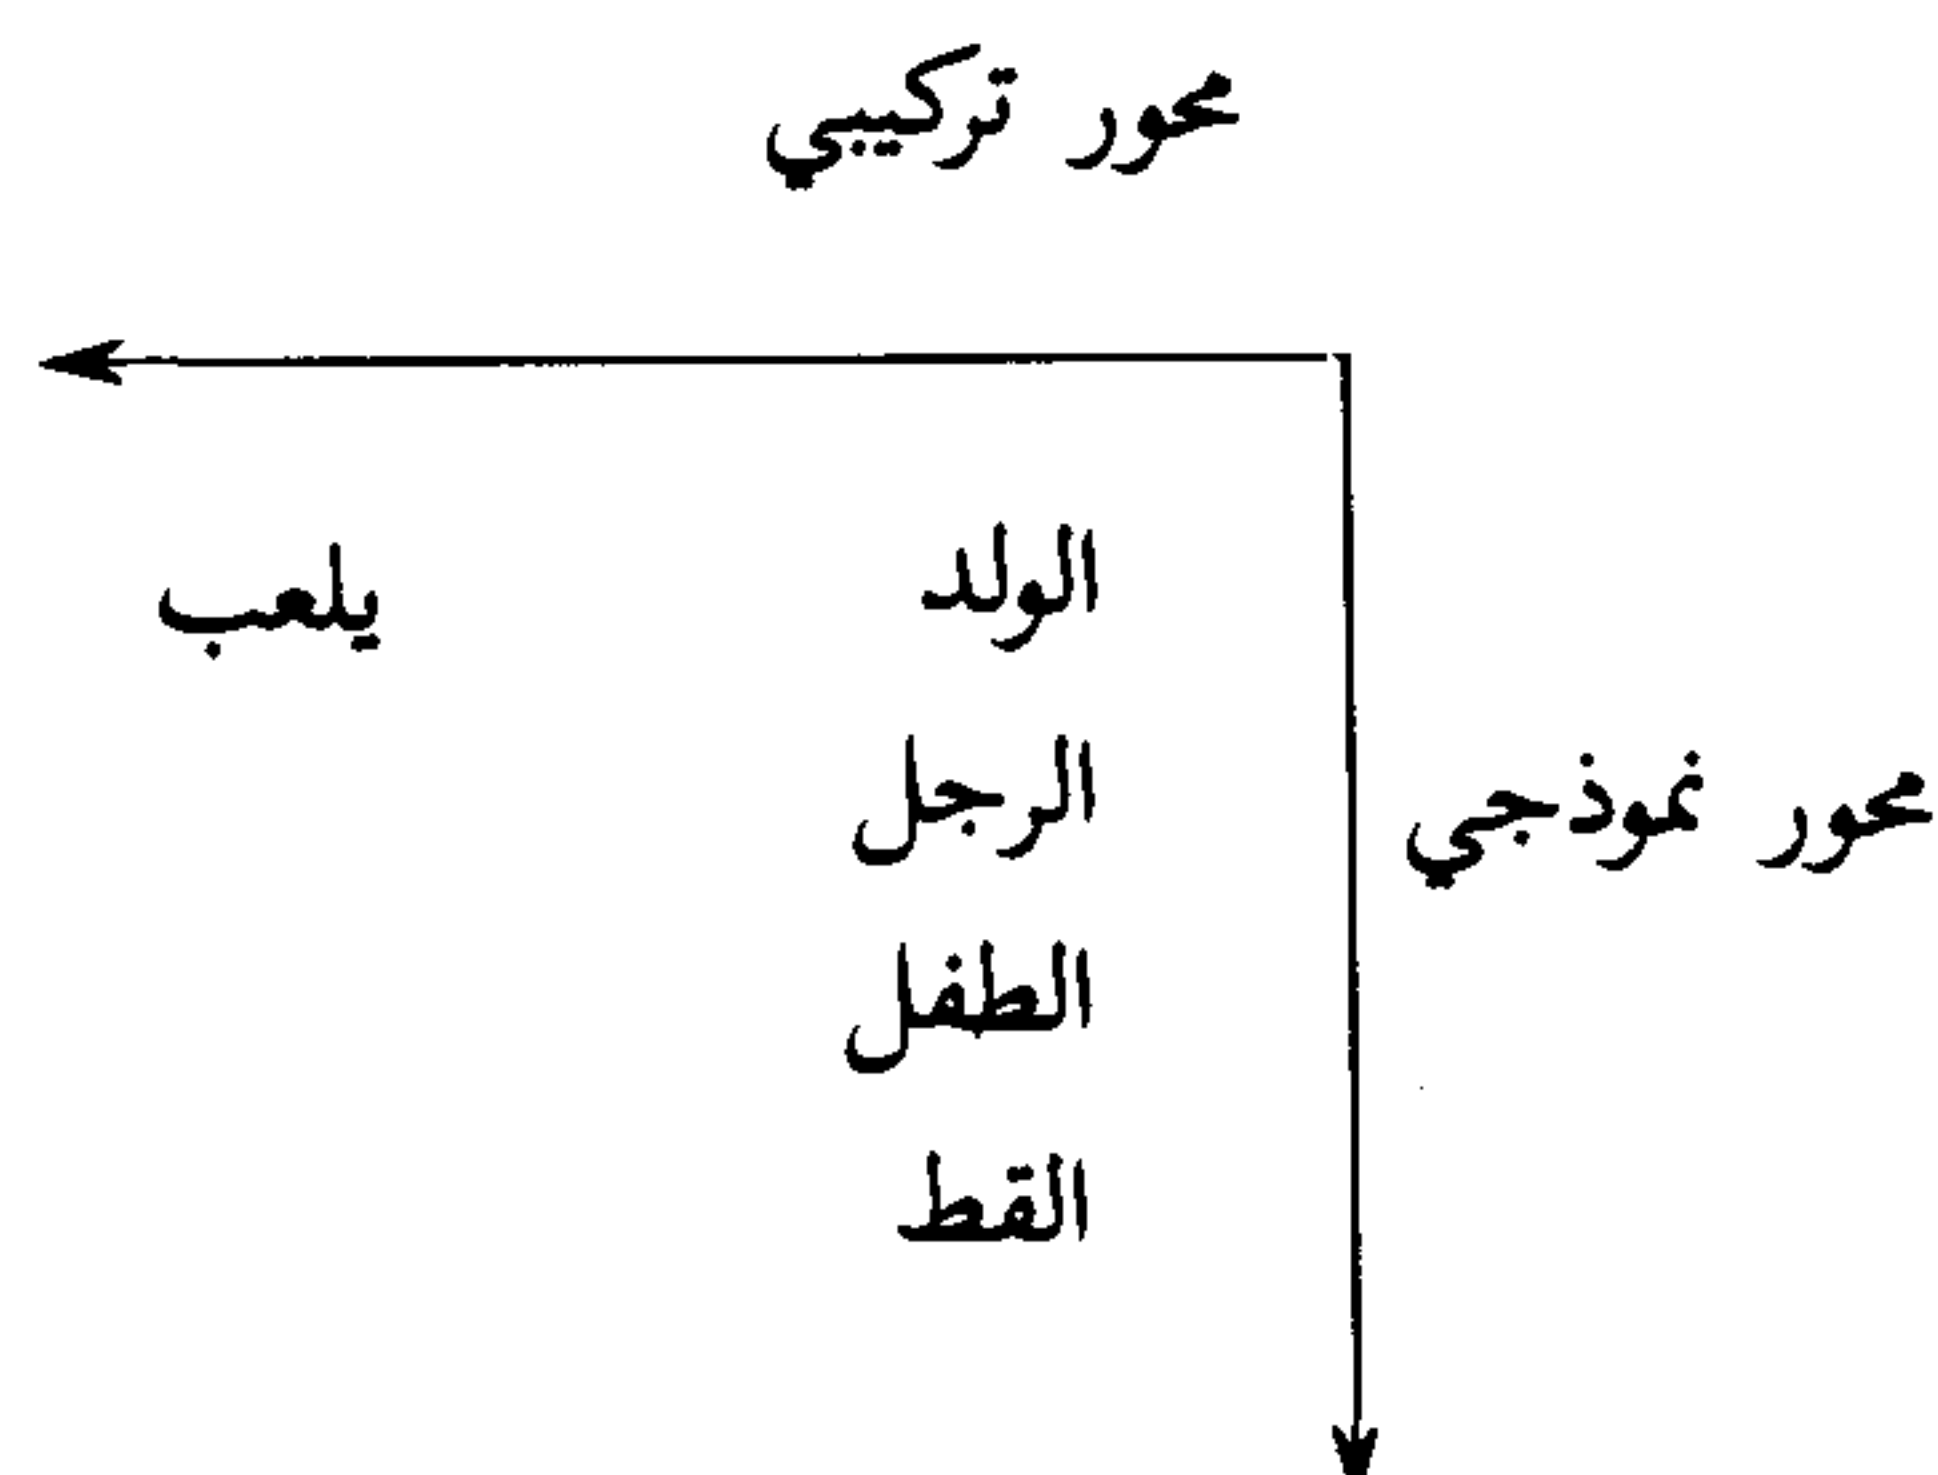 محور تركيبي
الولد يلعب
الرجل
محور نموذجي
الطفل
القط